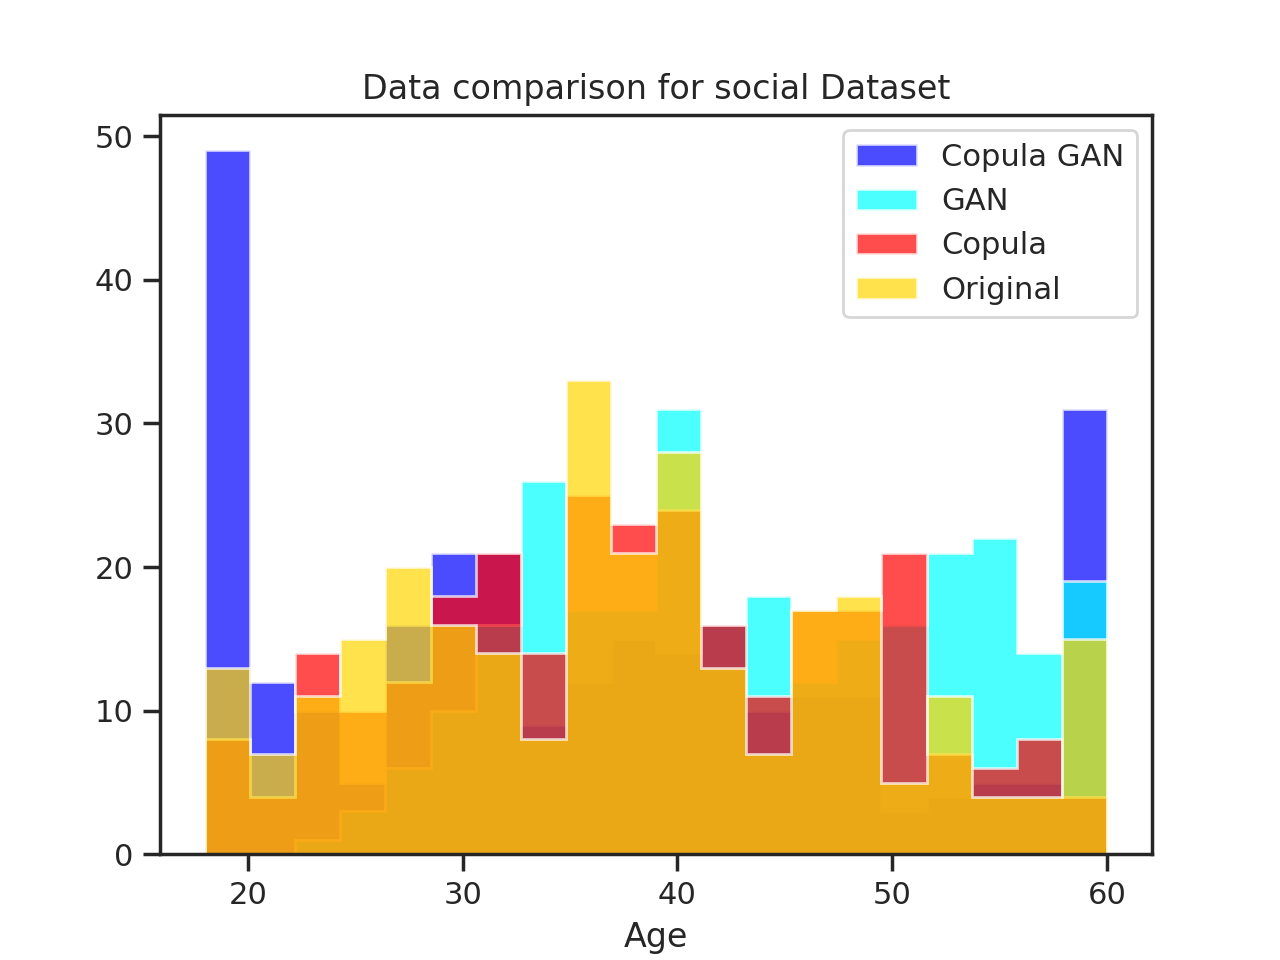 Data comparison for social Dataset
50
40
30
20
10
0
Copula GAN
GAN
Copula
Original
20 30 40 50 60
Age